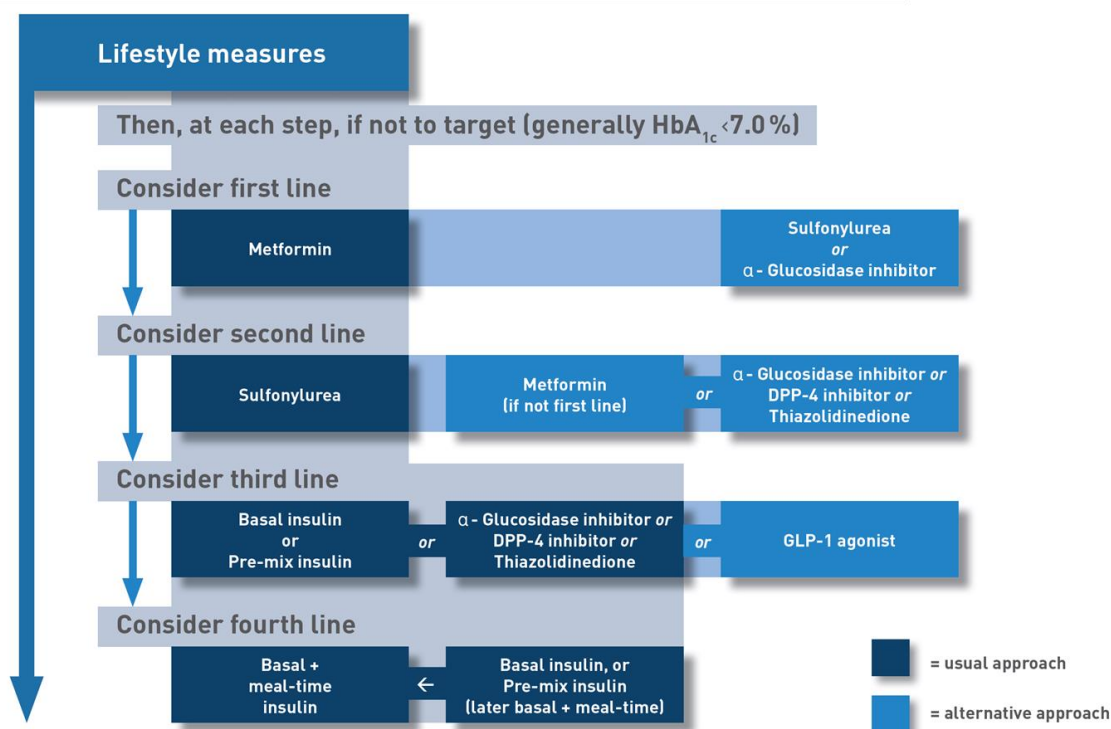 Lifestyle measures
Then, at each step, if not to target (generally HbA1c <7.0%)
Consider first line
Metformin
Sulfonylurea
or
α- Glucosidase inhibitor
Consider second line
Sulfonylurea
Metformin
(if not first line)
or
α- Glucosidase inhibitor or
DPP-4 inhibitor or
Thiazolidinedione
Consider third line
Basal insulin
or
Pre-mix insulin
or
α- Glucosidase inhibitor or
DPP-4 inhibitor or
Thiazolidinedione
or
GLP-1 agonist
Consider fourth line
Basal +
meal-time
insulin
←
Basal insulin, or
Pre-mix insulin
(later basal + meal-time)
= usual approach
= alternative approach